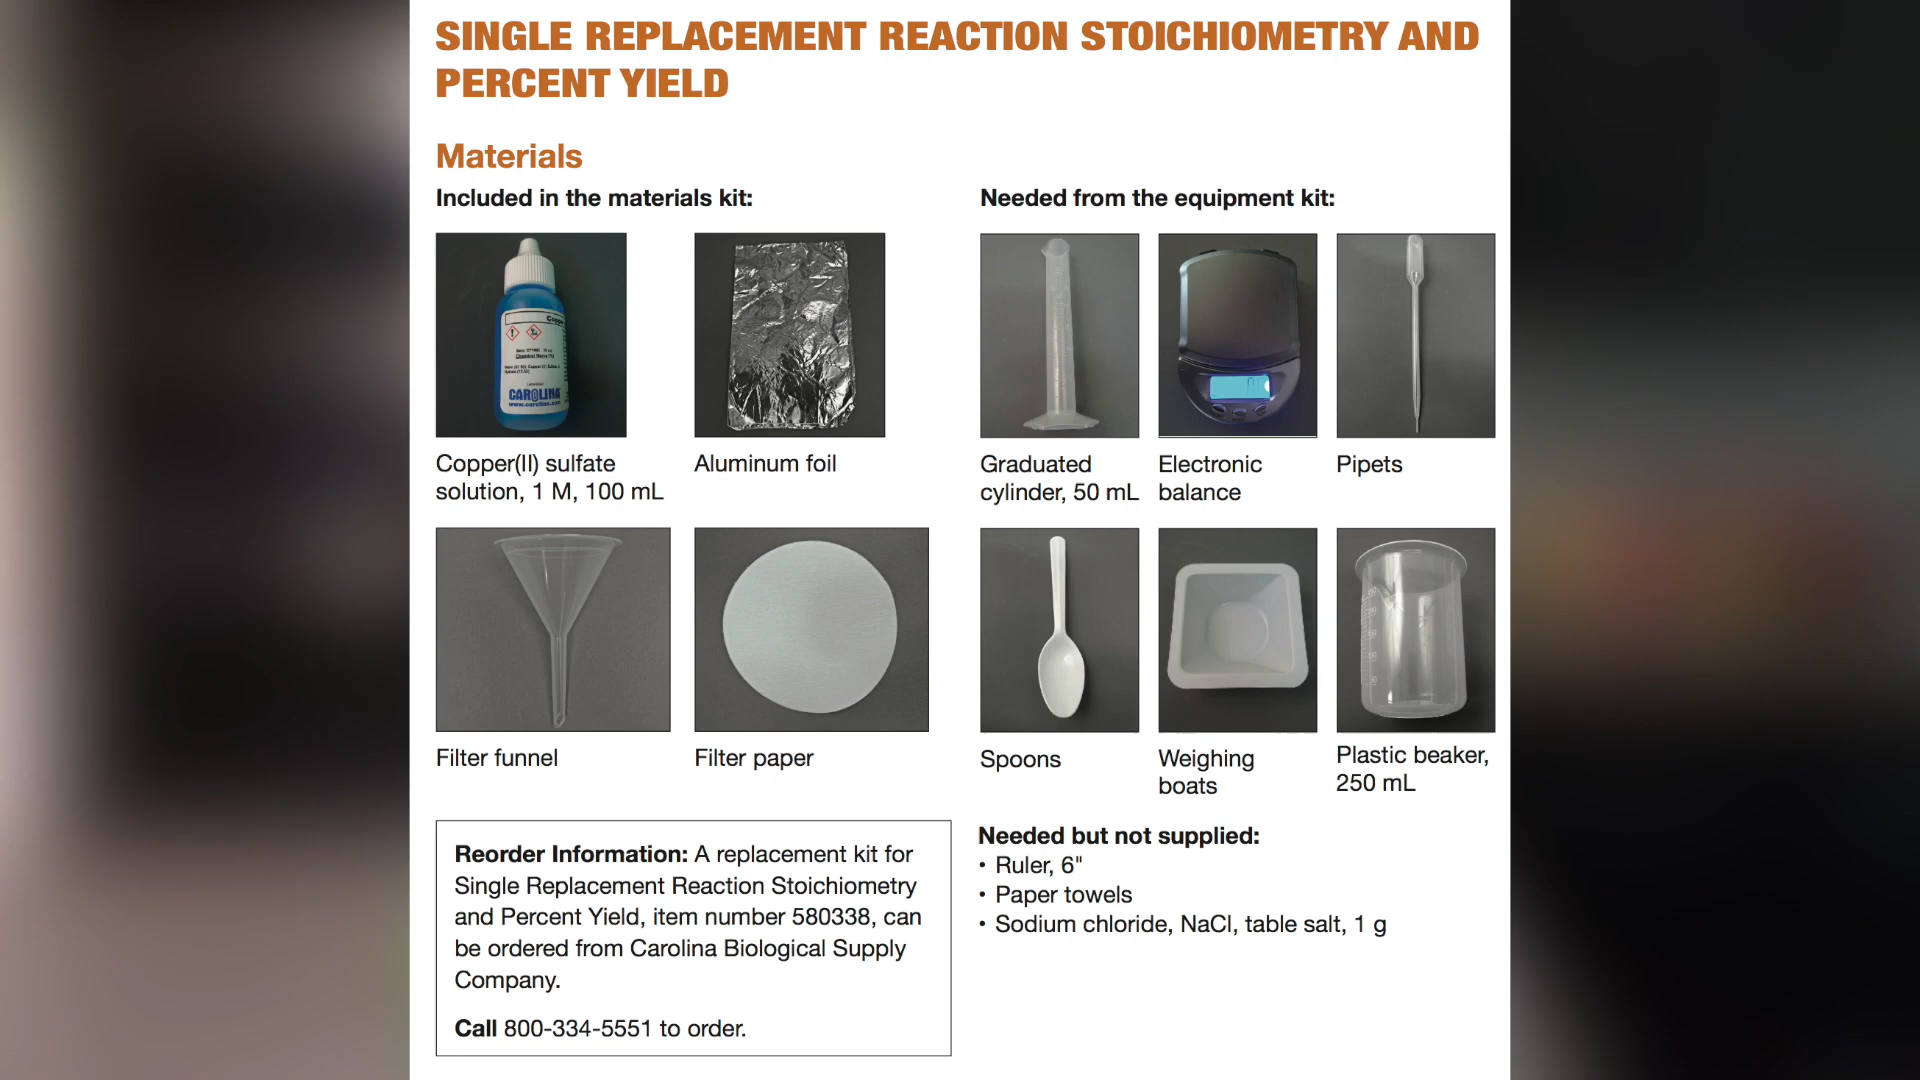 SINGLE REPLACEMENT REACTION STOICHIOMETRY AND
PERCENT YIELD
Materials
Included in the materials kit:
CAROLINA
www.carolina.com
Copper(II) sulfate
solution, 1 M, 100 mL
Aluminum foil
Filter funnel
Filter paper
Reorder Information: A replacement kit for
Single Replacement Reaction Stoichiometry
and Percent Yield, item number 580338, can
be ordered from Carolina Biological Supply
Company.
Call 800-334-5551 to order.
Needed from the equipment kit:
Graduated
cylinder, 50 mL
Electronic
balance
Pipets
Spoons
Weighing
boats
Plastic beaker,
250 mL
Needed but not supplied:
• Ruler, 6"
• Paper towels
• Sodium chloride, NaCl, table salt, 1 g